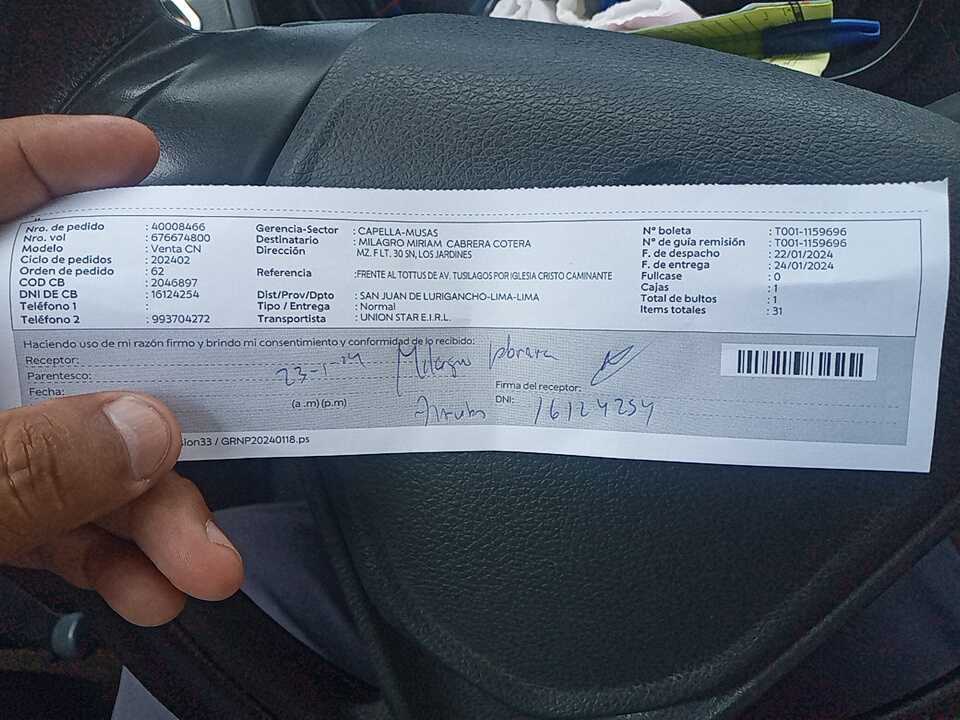 Nro. de pedido : 40008466
Nro. vol : 676674800
Modelo : Venta CN
Ciclo de pedidos : 202402
Orden de pedido : 62
COD CB : 2046897
DNI DE CB : 16124254
Teléfono 1 :
Teléfono 2 : 993704272
Gerencia-Sector : CAPELLA-MUSAS
Destinatario : MILAGRO MIRIAM CABRERA COTERA
Dirección MZ. F LT. 30 SN, LOS JARDINES
Referencia :FRENTE AL TOTTUS DE AV. TUSILAGOS POR IGLESIA CRISTO CAMINANTE
Dist/Prov/Dpto : SAN JUAN DE LURIGANCHO-LIMA-LIMA
Tipo / Entrega : Normal
Transportista : UNION STAR E.I.R.L.
N° boleta : T001-1159696
N° de guía remisión : T001-1159696
F. de despacho : 22/01/2024
F. de entrega : 24/01/2024
Fullcase : 0
Cajas : 1
Total de bultos : 1
Items totales : 31
Haciendo uso de mi razón firmo y brindo mi consentimiento y conformidad de lo recibido:
Receptor: Milagro
Parentesco: 23-1-24
Fecha:
(a .m) (p.m)
Firma del receptor:
DNI: 16124254
sion33 / GRNP20240118.ps